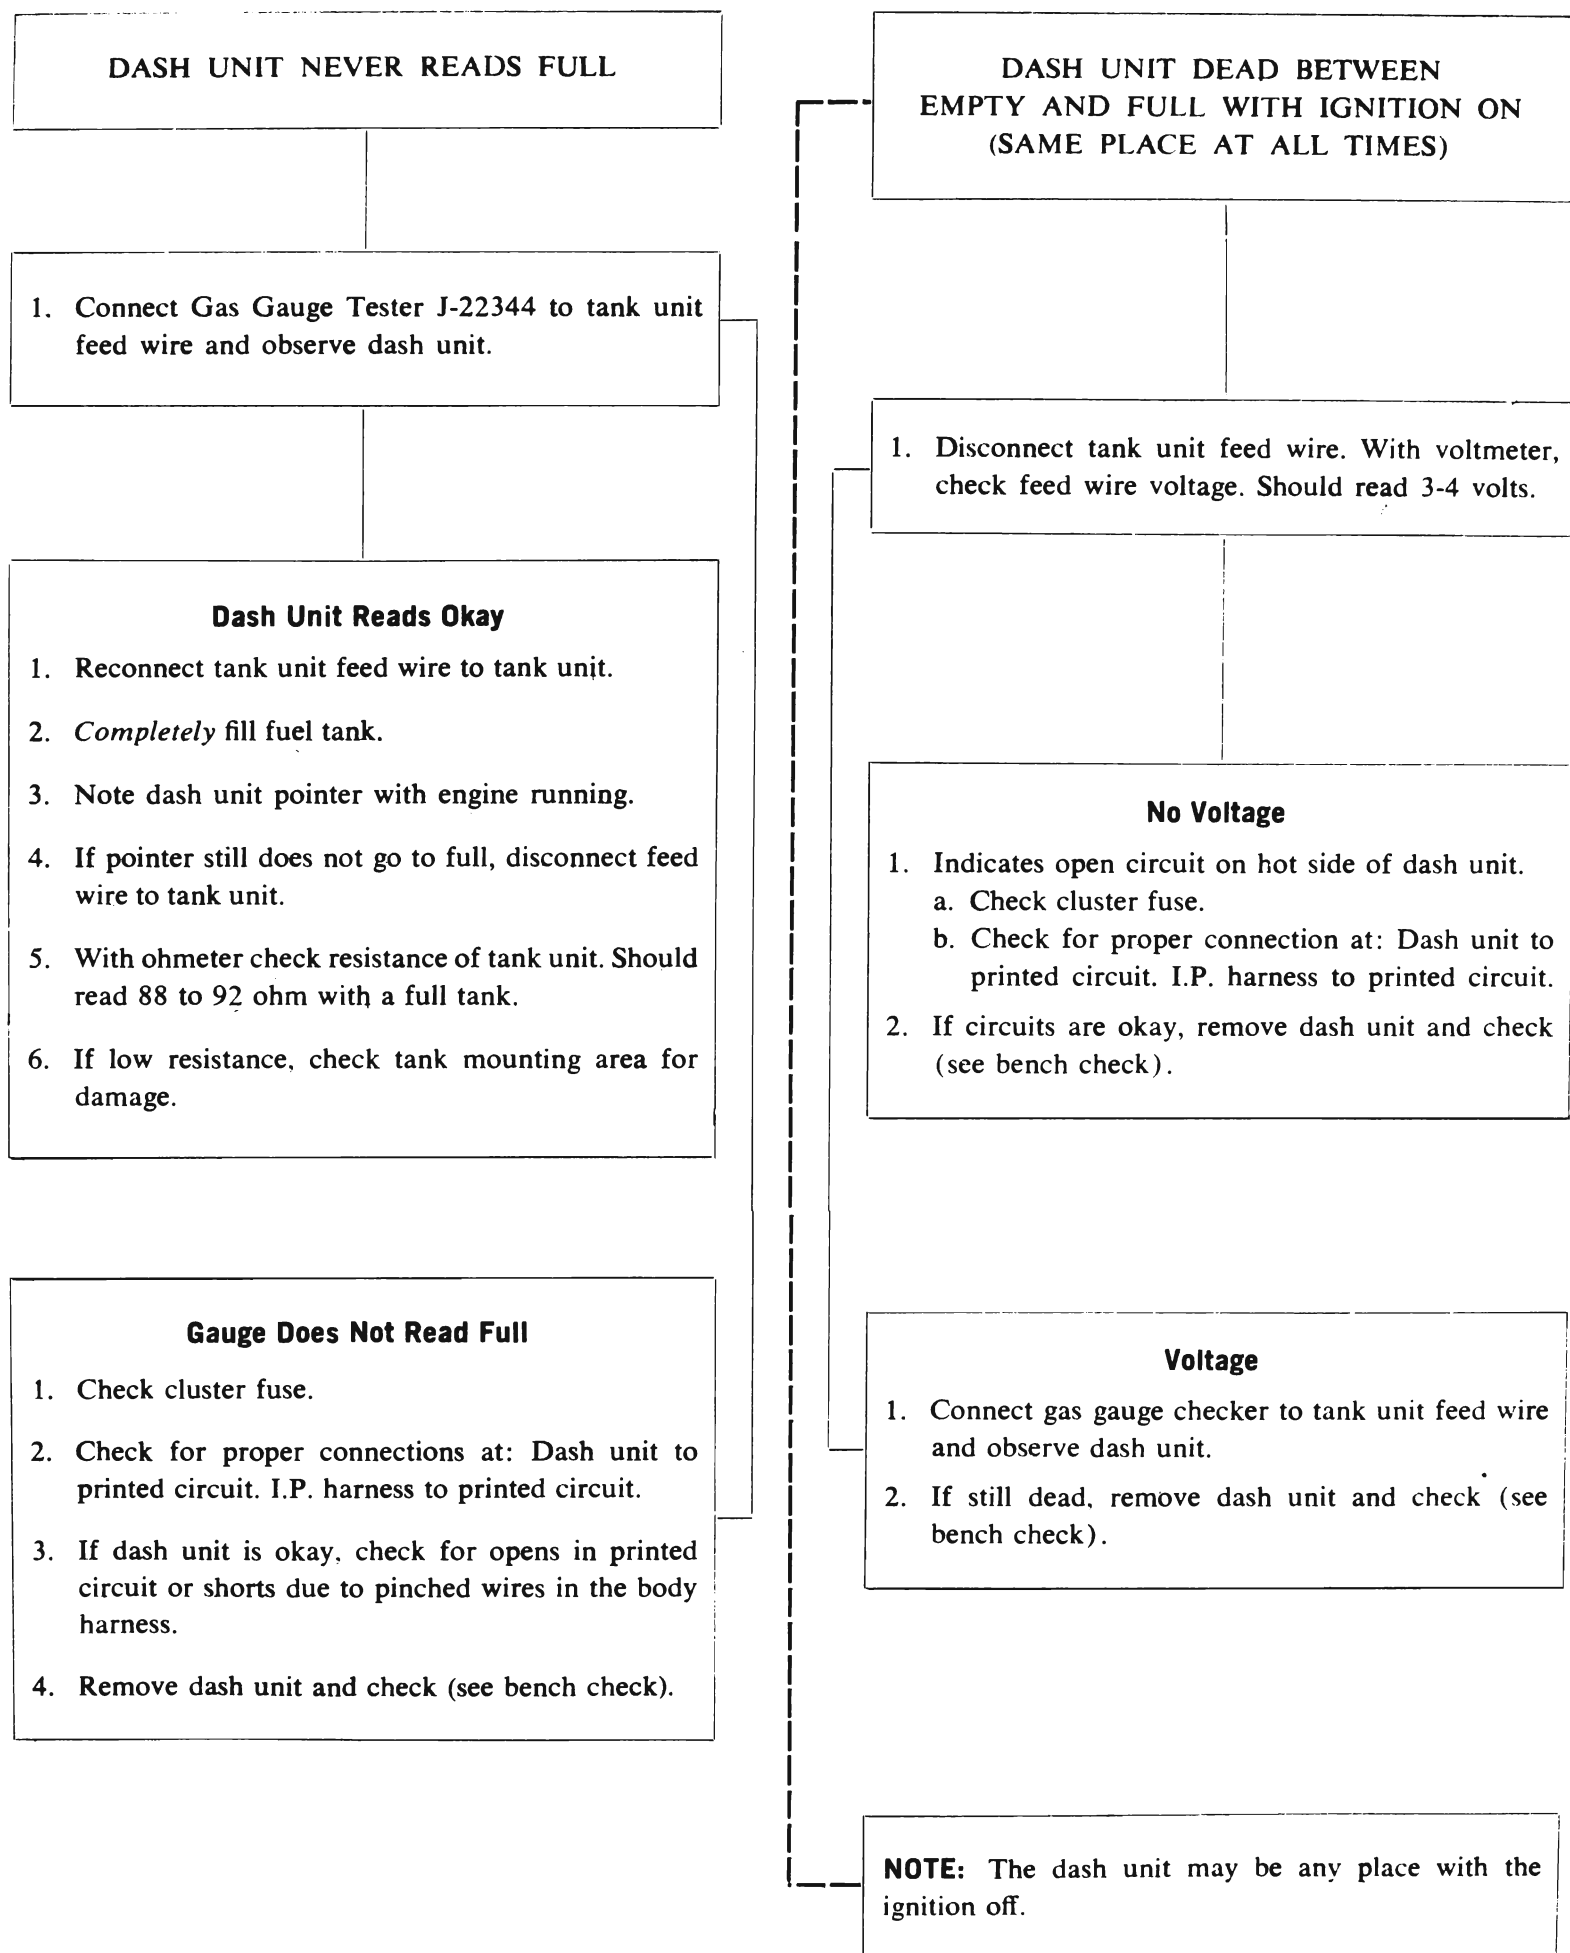 DASH UNIT NEVER READS FULL
1. Connect Gas Gauge Tester J-22344 to tank unit
feed wire and observe dash unit.
Dash Unit Reads Okay
1. Reconnect tank unit feed wire to tank unit.
2. Completely fill fuel tank.
3. Note dash unit pointer with engine running.
4. If pointer still does not go to full, disconnect feed
wire to tank unit.
5. With ohmeter check resistance of tank unit. Should
read 88 to 92 ohm with a full tank.
6. If low resistance, check tank mounting area for
damage.
Gauge Does Not Read Full
1. Check cluster fuse.
2. Check for proper connections at: Dash unit to
printed circuit. I.P. harness to printed circuit.
3. If dash unit is okay, check for opens in printed
circuit or shorts due to pinched wires in the body
harness.
4. Remove dash unit and check (see bench check).
DASH UNIT DEAD BETWEEN
EMPTY AND FULL WITH IGNITION ON
(SAME PLACE AT ALL TIMES)
1. Disconnect tank unit feed wire. With voltmeter,
check feed wire voltage. Should read 3-4 volts.
No Voltage
1. Indicates open circuit on hot side of dash unit.
a. Check cluster fuse.
b. Check for proper connection at: Dash unit to
printed circuit. I.P. harness to printed circuit.
2. If circuits are okay, remove dash unit and check
(see bench check).
Voltage
1. Connect gas gauge checker to tank unit feed wire
and observe dash unit.
2. If still dead, remove dash unit and check (see
bench check).
NOTE: The dash unit may be any place with the
ignition off.